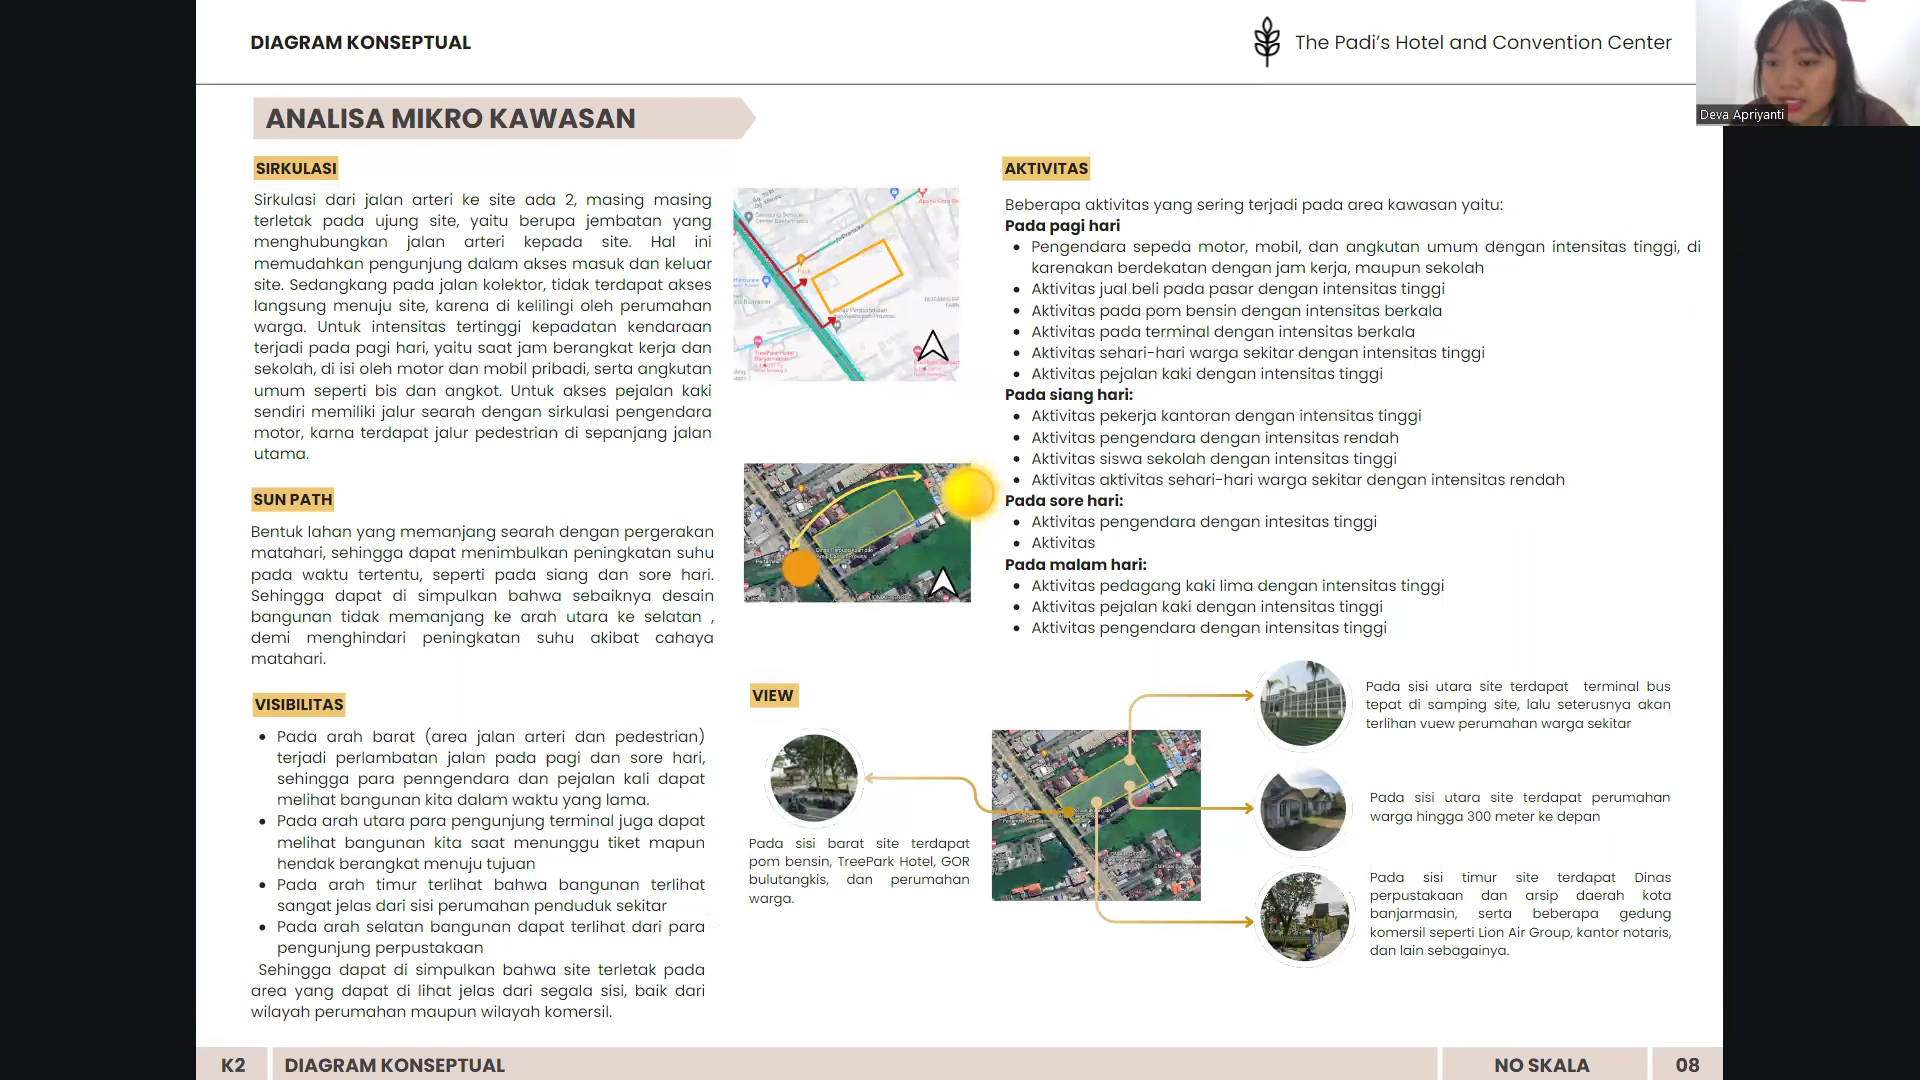 DIAGRAM KONSEPTUAL
The Padi's Hotel and Convention Center
Deva Apriyanti
ANALISA MIKRO KAWASAN
SIRKULASI
Sirkulasi dari jalan arteri ke site ada 2, masing masing
terletak pada ujung site, yaitu berupa jembatan yang
menghubungkan jalan arteri kepada site. Hal ini
memudahkan pengunjung dalam akses masuk dan keluar
site. Sedangkan pada jalan kolektor, tidak terdapat akses
langsung menuju site, karena di kelilingi oleh perumahan
warga. Untuk intensitas tertinggi kepadatan kendaraan
terjadi pada pagi hari, yaitu saat jam berangkat kerja dan
sekolah, di isi oleh motor dan mobil pribadi, serta angkutan
umum seperti bis dan angkot. Untuk akses pejalan kaki
sendiri memiliki jalur searah dengan sirkulasi pengendara
motor, karna terdapat jalur pedestrian di sepanjang jalan
utama.
SUN PATH
Bentuk lahan yang memanjang searah dengan pergerakan
matahari, sehingga dapat menimbulkan peningkatan suhu
pada waktu tertentu, seperti pada siang dan sore hari.
Sehingga dapat di simpulkan bahwa sebaiknya desain
bangunan tidak memanjang ke arah utara ke selatan ,
demi menghindari peningkatan suhu akibat cahaya
matahari.
VISIBILITAS
• Pada arah barat (area jalan arteri dan pedestrian)
terjadi perlambatan jalan pada pagi dan sore hari,
sehingga para penngendara dan pejalan kali dapat
melihat bangunan kita dalam waktu yang lama.
• Pada arah utara para pengunjung terminal juga dapat
melihat bangunan kita saat menunggu tiket mapun
hendak berangkat menuju tujuan
• Pada arah timur terlihat bahwa bangunan terlihat
sangat jelas dari sisi perumahan penduduk sekitar
• Pada arah selatan bangunan dapat terlihat dari para
pengunjung perpustakaan
Sehingga dapat di simpulkan bahwa site terletak pada
area yang dapat di lihat jelas dari segala sisi, baik dari
wilayah perumahan maupun wilayah komersil.
AKTIVITAS
Beberapa aktivitas yang sering terjadi pada area kawasan yaitu:
Pada pagi hari
• Pengendara sepeda motor, mobil, dan angkutan umum dengan intensitas tinggi, di
karenakan berdekatan dengan jam kerja, maupun sekolah
• Aktivitas jual beli pada pasar dengan intensitas tinggi
• Aktivitas pada pom bensin dengan intensitas berkala
• Aktivitas pada terminal dengan intensitas berkala
• Aktivitas sehari-hari warga sekitar dengan intensitas tinggi
• Aktivitas pejalan kaki dengan intensitas tinggi
Pada siang hari:
• Aktivitas pekerja kantoran dengan intensitas tinggi
• Aktivitas pengendara dengan intensitas rendah
• Aktivitas siswa sekolah dengan intensitas tinggi
• Aktivitas aktivitas sehari-hari warga sekitar dengan intensitas rendah
Pada sore hari:
• Aktivitas pengendara dengan intesitas tinggi
• Aktivitas
Pada malam hari:
• Aktivitas pedagang kaki lima dengan intensitas tinggi
• Aktivitas pejalan kaki dengan intensitas tinggi
• Aktivitas pengendara dengan intensitas tinggi
VIEW
Pada sisi barat site terdapat
pom bensin, TreePark Hotel, GOR
bulutangkis, dan perumahan
warga.
Pada sisi utara site terdapat terminal bus
tepat di samping site, lalu seterusnya akan
terlihan vuew perumahan warga sekitar
Pada sisi utara site terdapat perumahan
warga hingga 300 meter ke depan
Pada sisi timur site terdapat Dinas
perpustakaan dan arsip daerah kota
banjarmasin, serta beberapa gedung
komersil seperti Lion Air Group, kantor notaris,
dan lain sebagainya.
K2
DIAGRAM KONSEPTUAL
NO SKALA
08